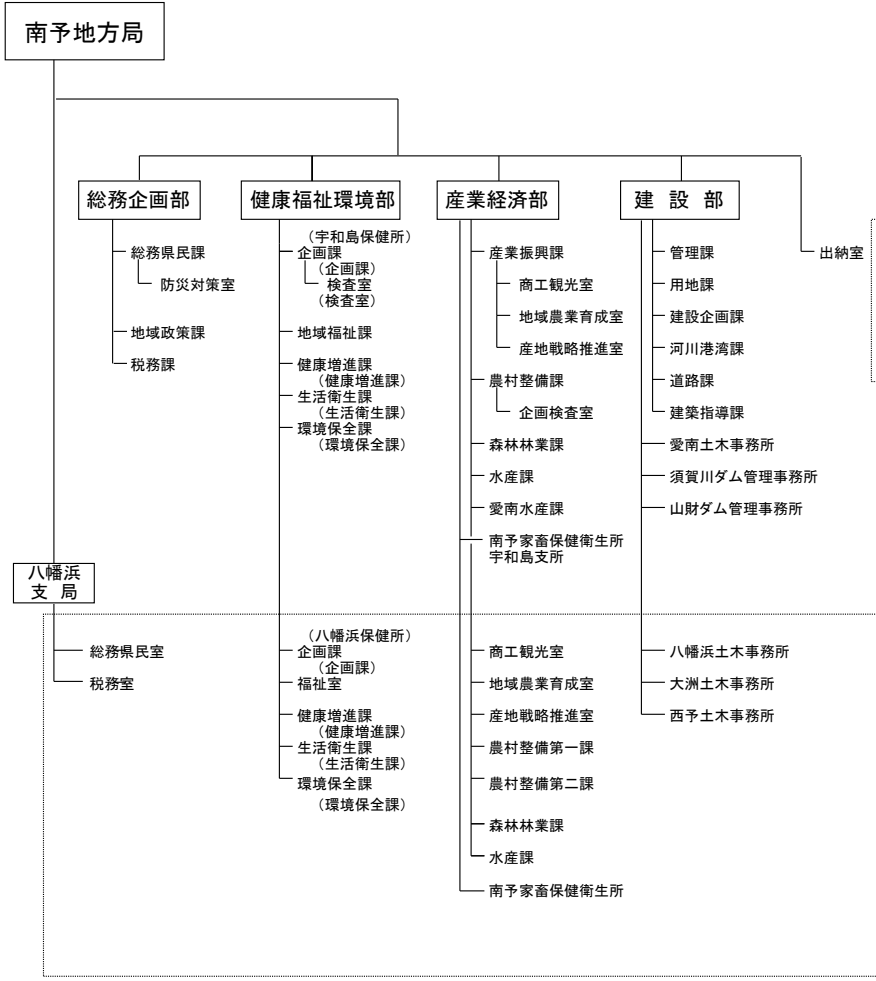 南予地方局
総務企画部
総務県民課
防災対策室
地域政策課
税務課
健康福祉環境部
（宇和島保健所）
企画課
（企画課）
検査室
（検査室）
地域福祉課
健康増進課
（健康増進課）
生活衛生課
（生活衛生課）
環境保全課
（環境保全課）
産業経済部
産業振興課
商工観光室
地域農業育成室
産地戦略推進室
農村整備課
企画検査室
森林林業課
水産課
愛南水産課
南予家畜保健衛生所
宇和島支所
建　設　部
管理課
用地課
建設企画課
河川港湾課
道路課
建築指導課
愛南土木事務所
須賀川ダム管理事務所
山財ダム管理事務所
出納室
八幡浜
支　局
総務県民室
税務室
（八幡浜保健所）
企画課
（企画課）
福祉室
健康増進課
（健康増進課）
生活衛生課
（生活衛生課）
環境保全課
（環境保全課）
商工観光室
地域農業育成室
産地戦略推進室
農村整備第一課
農村整備第二課
森林林業課
水産課
南予家畜保健衛生所
八幡浜土木事務所
大洲土木事務所
西予土木事務所